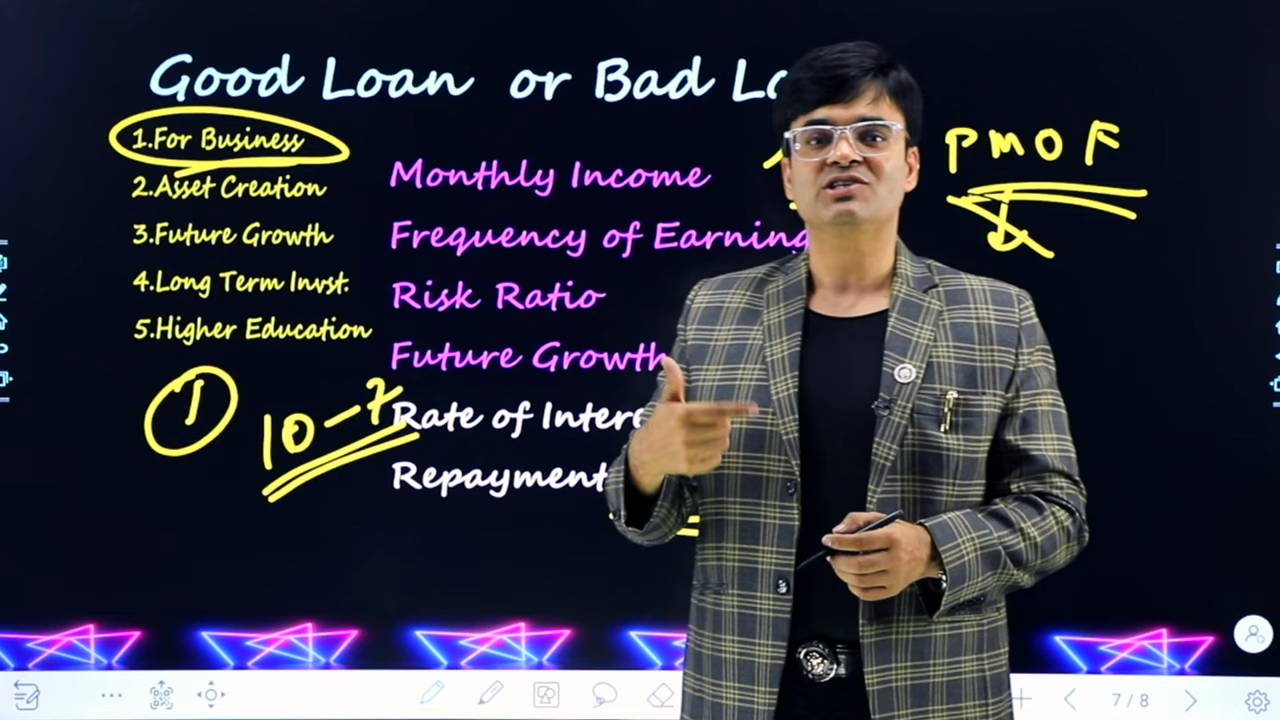 Good Loan or Bad Lo
1.For Business
2.Asset Creation
3.Future Growth
4.Long Term Invst.
5.Higher Education
1
10-7
Monthly Income
Frequency of Earning
Risk Ratio
Future Growth
Rate of Intere
Repayment
PMOF
7/8